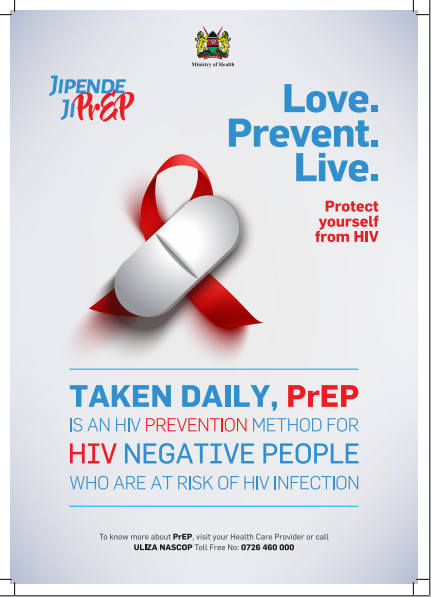 Ministry of Health
JIPENDE
JIPrEP
Love.
Prevent.
Live.
Protect
yourself
from HIV
TAKEN DAILY, PrEP
IS AN HIV PREVENTION METHOD FOR
HIV NEGATIVE PEOPLE
WHO ARE AT RISK OF HIV INFECTION
To know more about PrEP, visit your Health Care Provider or call
ULIZA NASCOP Toll Free No: 0726 460 000